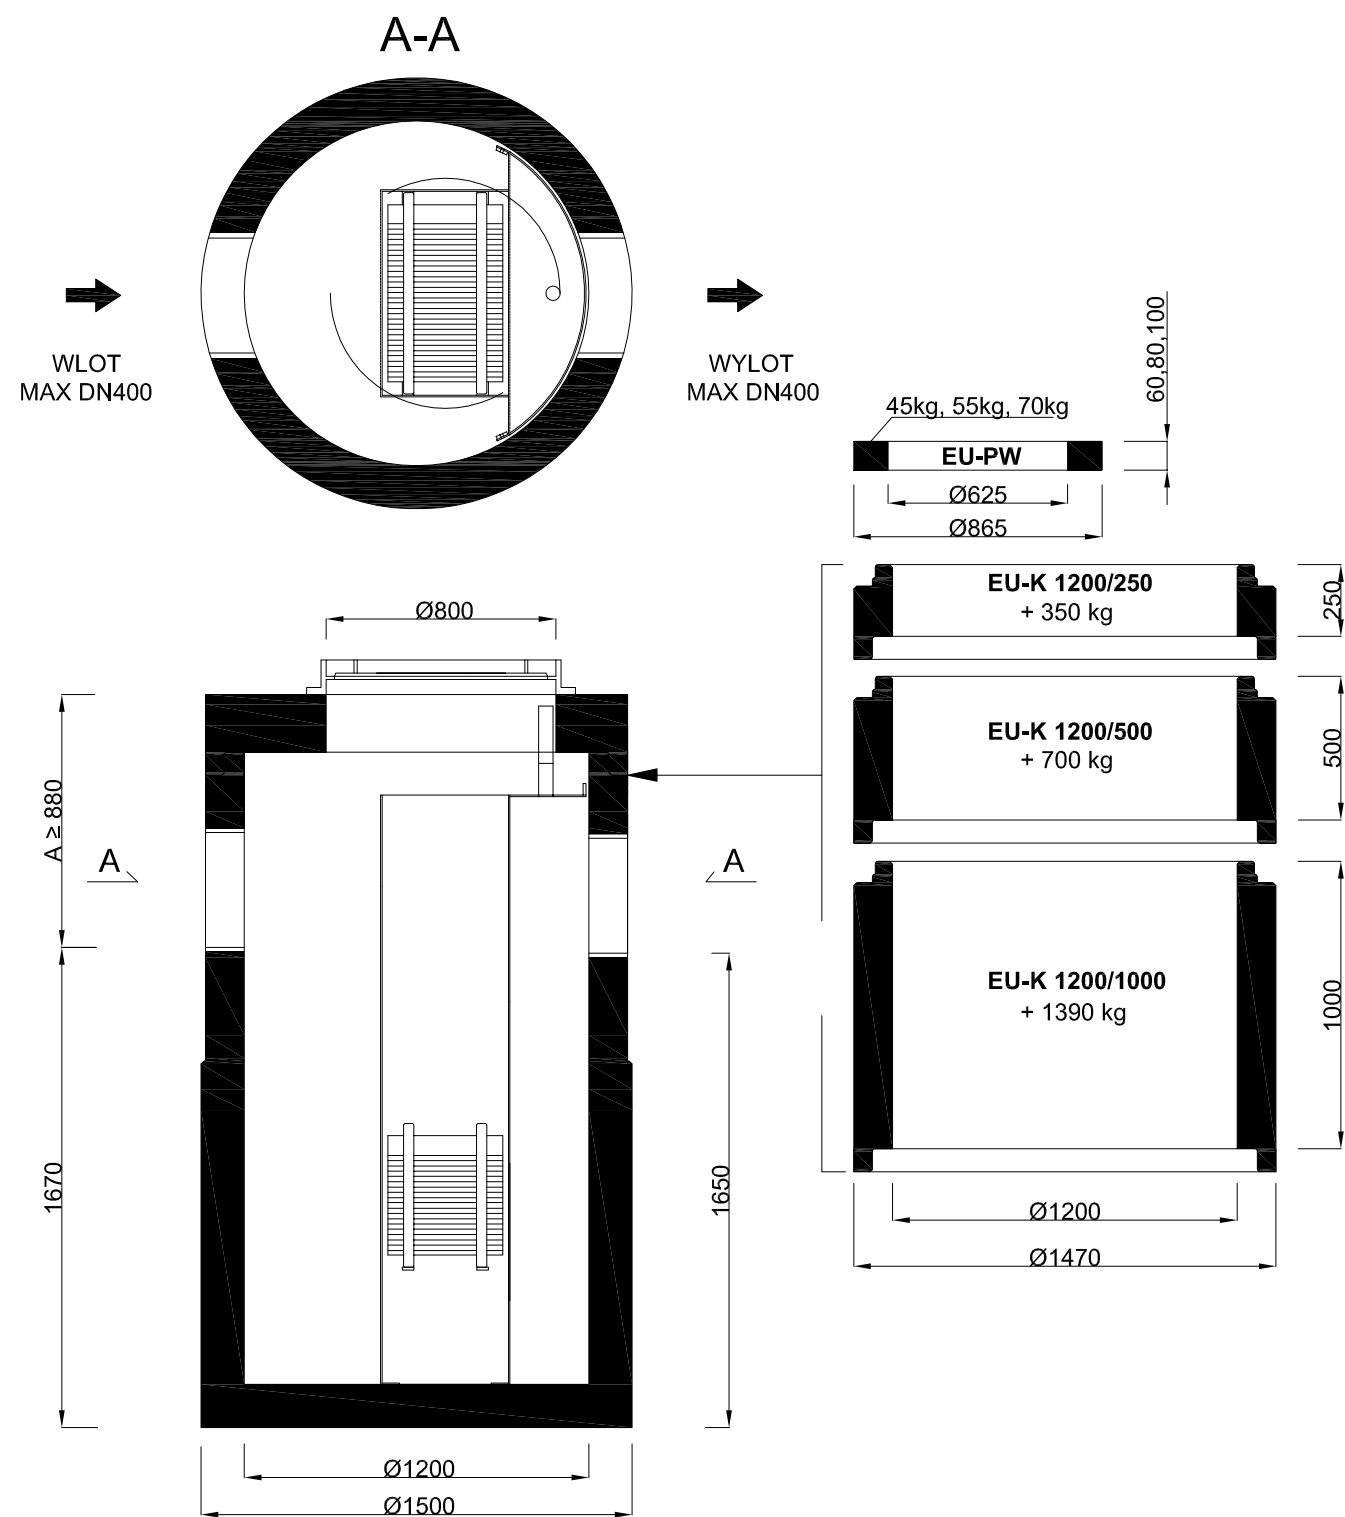 A-A
WLOT
MAX DN400
WYLOT
MAX DN400
60,80,100
45kg, 55kg, 70kg
EU-PW
Ø625
Ø865
EU-K 1200/250
+ 350 kg
250
EU-K 1200/500
+ 700 kg
500
EU-K 1200/1000
+ 1390 kg
1000
Ø1200
Ø1470
Ø800
A ≥ 880
A
A
1670
1650
Ø1200
Ø1500